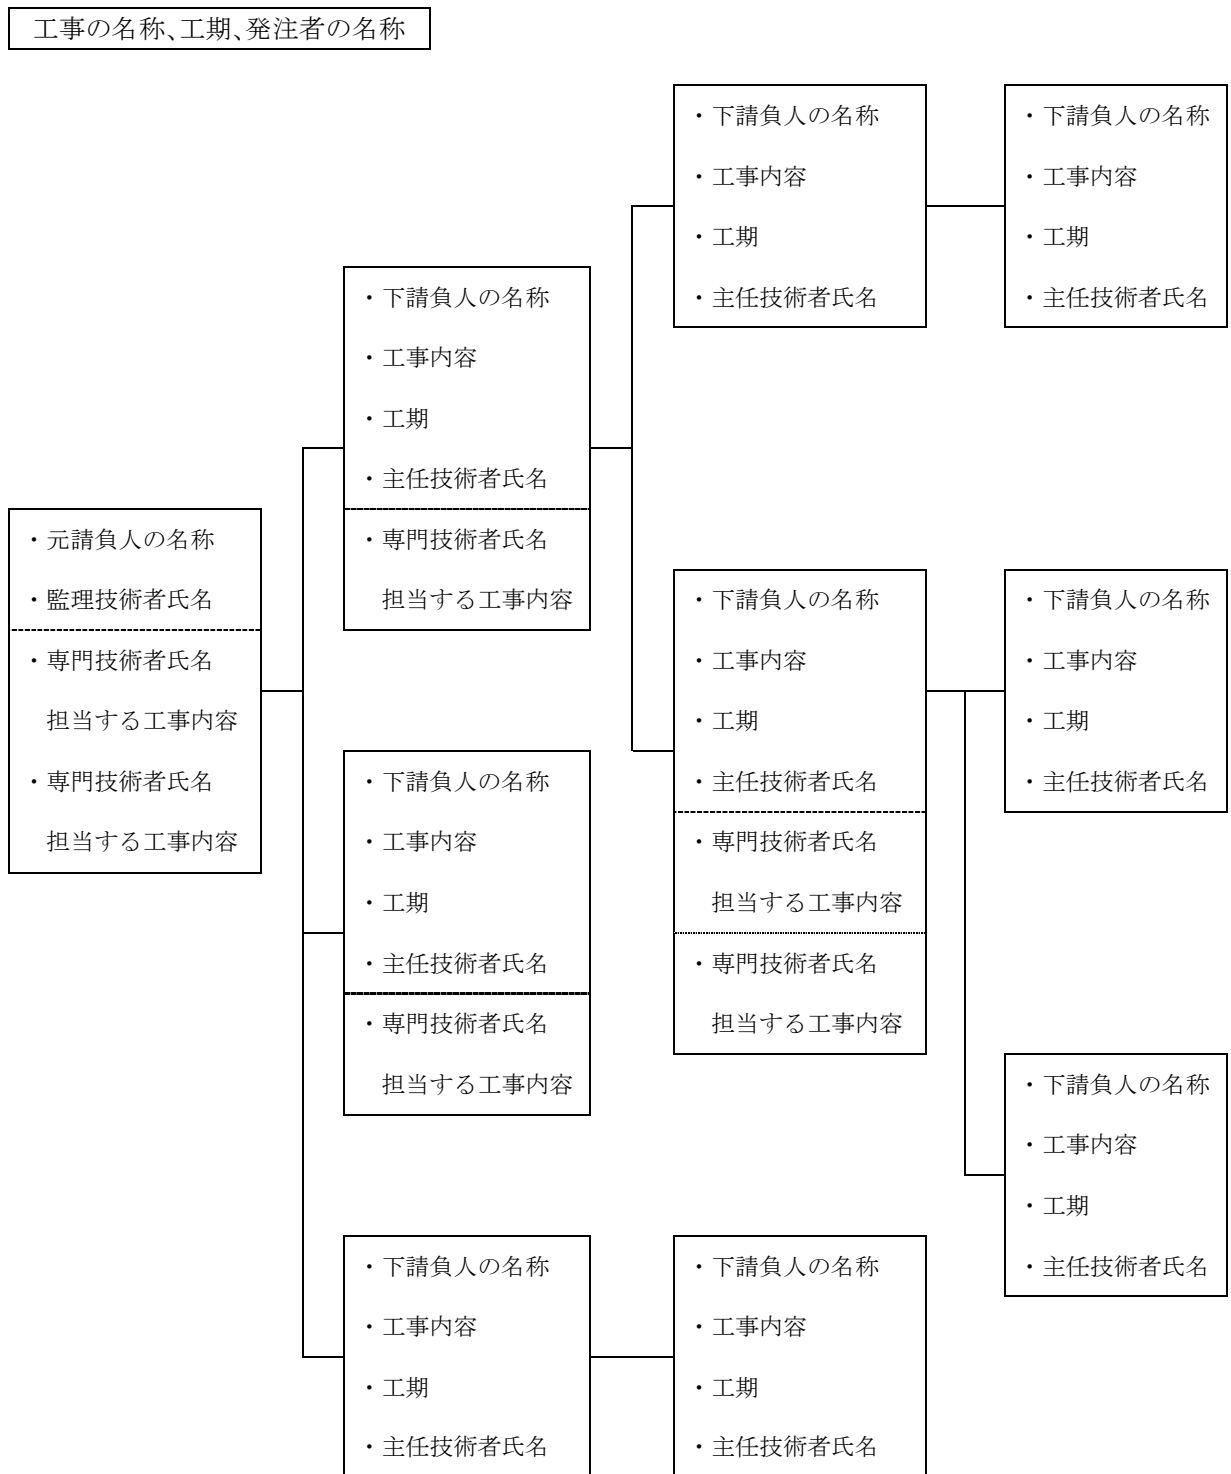 工事の名称、工期、発注者の名称
・元請負人の名称
・監理技術者氏名
・専門技術者氏名
担当する工事内容
・専門技術者氏名
担当する工事内容
・下請負人の名称
・工事内容
・工期
・主任技術者氏名
・専門技術者氏名
担当する工事内容
・下請負人の名称
・工事内容
・工期
・主任技術者氏名
・専門技術者氏名
担当する工事内容
・下請負人の名称
・工事内容
・工期
・主任技術者氏名
・下請負人の名称
・工事内容
・工期
・主任技術者氏名
・下請負人の名称
・工事内容
・工期
・主任技術者氏名
・専門技術者氏名
担当する工事内容
・専門技術者氏名
担当する工事内容
・下請負人の名称
・工事内容
・工期
・主任技術者氏名
・下請負人の名称
・工事内容
・工期
・主任技術者氏名
・下請負人の名称
・工事内容
・工期
・主任技術者氏名
・下請負人の名称
・工事内容
・工期
・主任技術者氏名